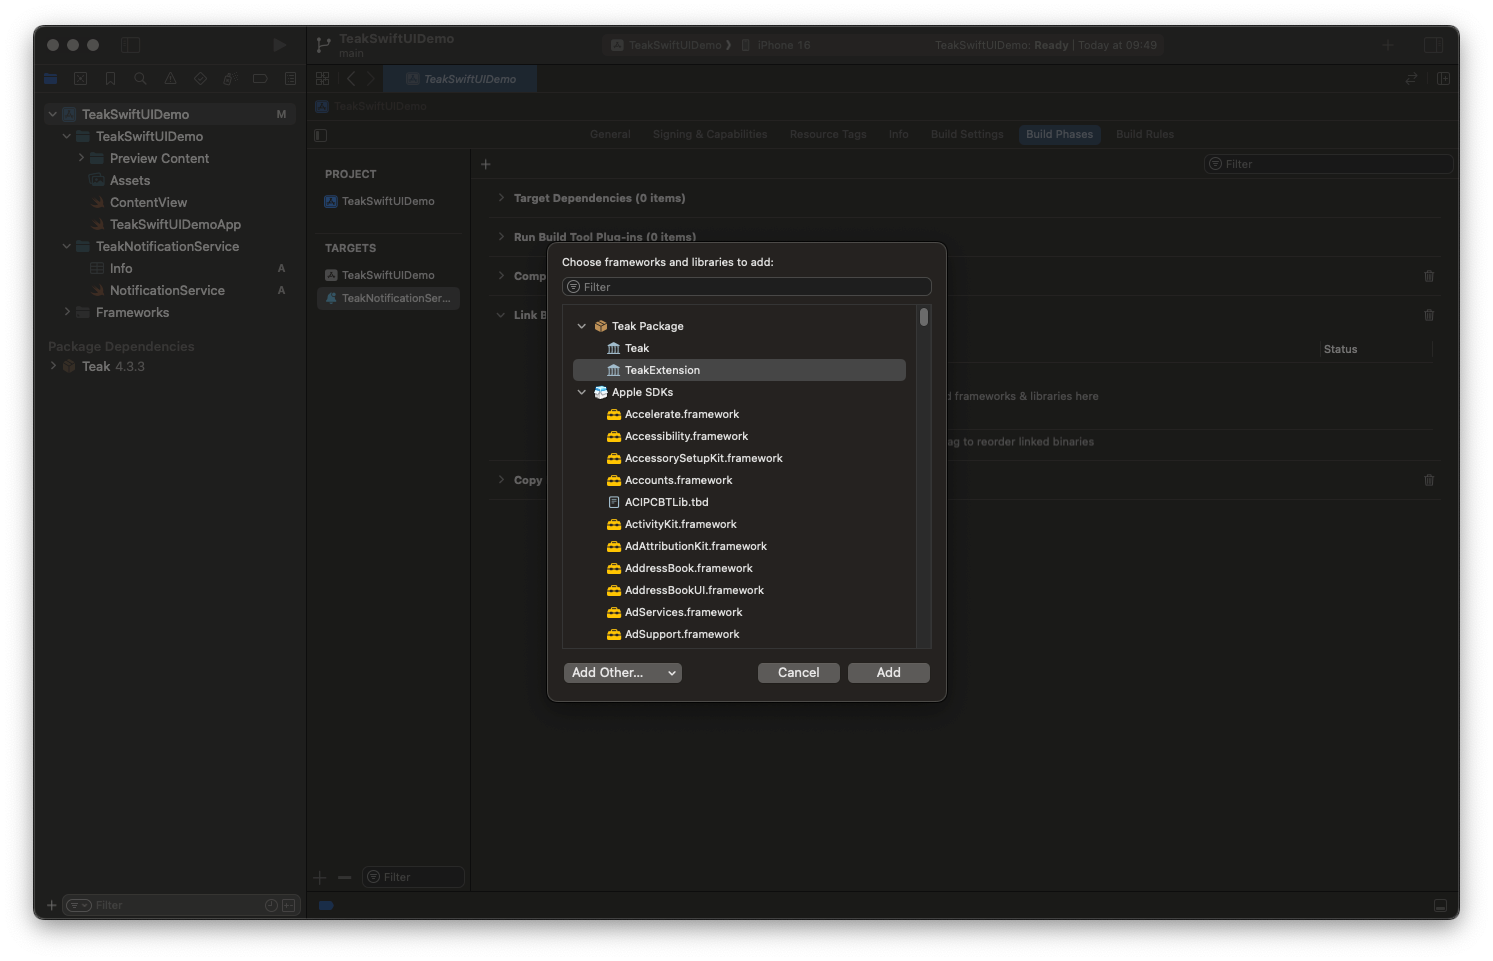 TeakSwiftUIDemo
main
TeakSwiftUIDemo ❯ iPhone 16
TeakSwiftUIDemo: Ready | Today at 09:49
TeakSwiftUIDemo
TeakSwiftUIDemo
TeakSwiftUIDemo M
TeakSwiftUIDemo
Preview Content
Assets
ContentView
TeakSwiftUIDemoApp
TeakNotificationService
Info A
NotificationService A
Frameworks
Package Dependencies
Teak 4.3.3
Filter
General Signing & Capabilities Resource Tags Info Build Settings Build Phases Build Rules
PROJECT
TeakSwiftUIDemo
TARGETS
TeakSwiftUIDemo
TeakNotificationSer...
Filter
Filter
Target Dependencies (0 items)
Run Build Tool Plug-ins (0 items)
Comp
Link B
Status
frameworks & libraries here
ag to reorder linked binaries
Copy
Choose frameworks and libraries to add:
Filter
Teak Package
Teak
TeakExtension
Apple SDKs
Accelerate.framework
Accessibility.framework
AccessorySetupKit.framework
Accounts.framework
ACIPCBTLib.tbd
ActivityKit.framework
AdAttributionKit.framework
AddressBook.framework
AddressBookUI.framework
AdServices.framework
AdSupport.framework
Add Other...
Cancel
Add